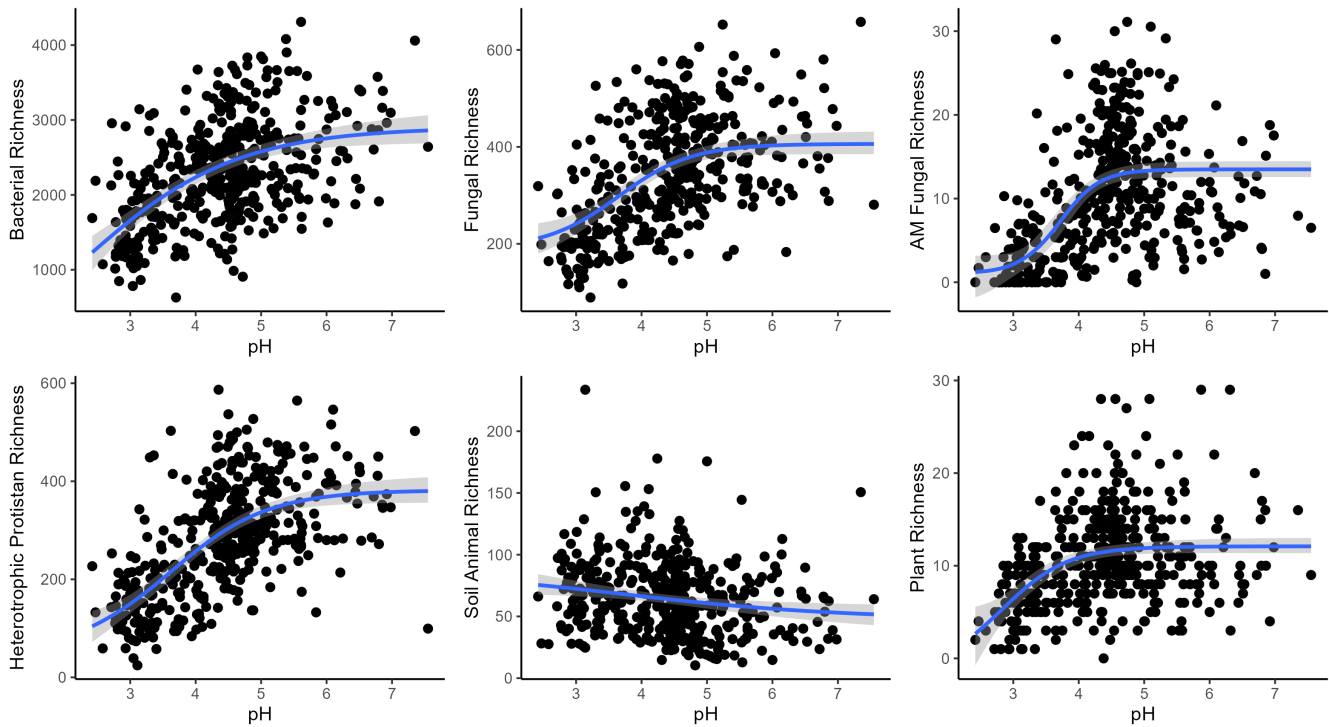 Bacterial Richness
4000
3000
2000
1000
3 4 5 6 7
pH
Fungal Richness
600
400
200
3 4 5 6 7
pH
AM Fungal Richness
30
20
10
0
3 4 5 6 7
pH
Heterotrophic Protistan Richness
600
400
200
0
3 4 5 6 7
pH
Soil Animal Richness
200
150
100
50
0
3 4 5 6 7
pH
Plant Richness
30
20
10
0
3 4 5 6 7
pH